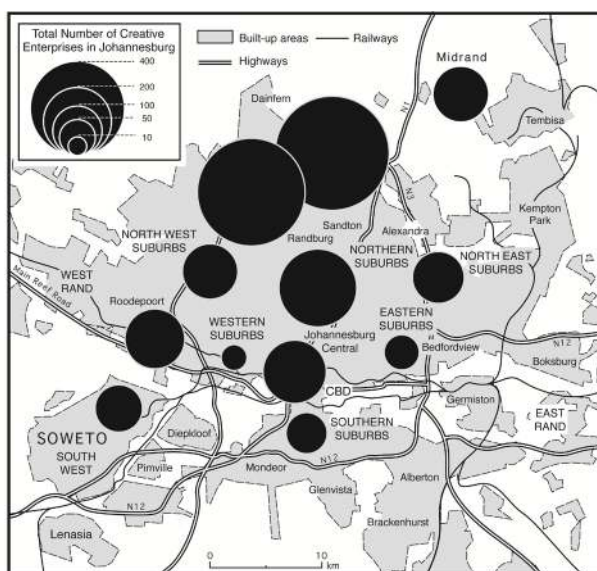 Total Number of Creative
Enterprises in Johannesburg
400
200
100
50
10
Built-up areas
Railways
Highways
Midrand
Dainfern
N1
Tembisa
Kempton
Park
N3
Sandton
Alexandra
Randburg
NORTH WEST
SUBURBS
NORTHERN
SUBURBS
NORTH EAST
SUBURBS
WEST
RAND
Main Reef Road
Roodepoort
WESTERN
SUBURBS
Johannesburg
Central
EASTERN
SUBURBS
Bedfordview
N12
Boksburg
CBD
Germiston
EAST
RAND
SOWETO
SOUTH
WEST
Diepkloof
SOUTHERN
SUBURBS
Pimville
Mondeor
N12
Glenvista
Alberton
N12
Brackenhurst
Lenasia
0
10
km